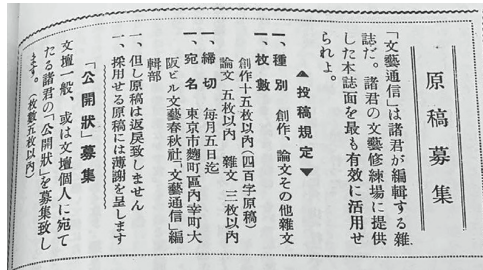 原稿募集
「文藝通信」は諸君が編輯する雜
誌だ。諸君の文藝修練場に提供
した本誌面を最も有效に活用せ
られよ。
▲投稿規定▼
一、種別　創作、論文その他雜文
一、枚數
創作十五枚以內(四百字原稿)
論文　五枚以內　雜文　三枚以內
一、締切　每月五日迄
一、宛名　東京市麴町區內幸町大
阪ビル文藝春秋社「文藝通信」編
輯部
一、但し原稿は返戾致しません
一、採用せる原稿には薄謝を呈します
「公開狀」募集
文壇一般、或は文壇個人に宛て
たる諸君の「公開狀」を募集致し
ます。(枚數五枚以內)